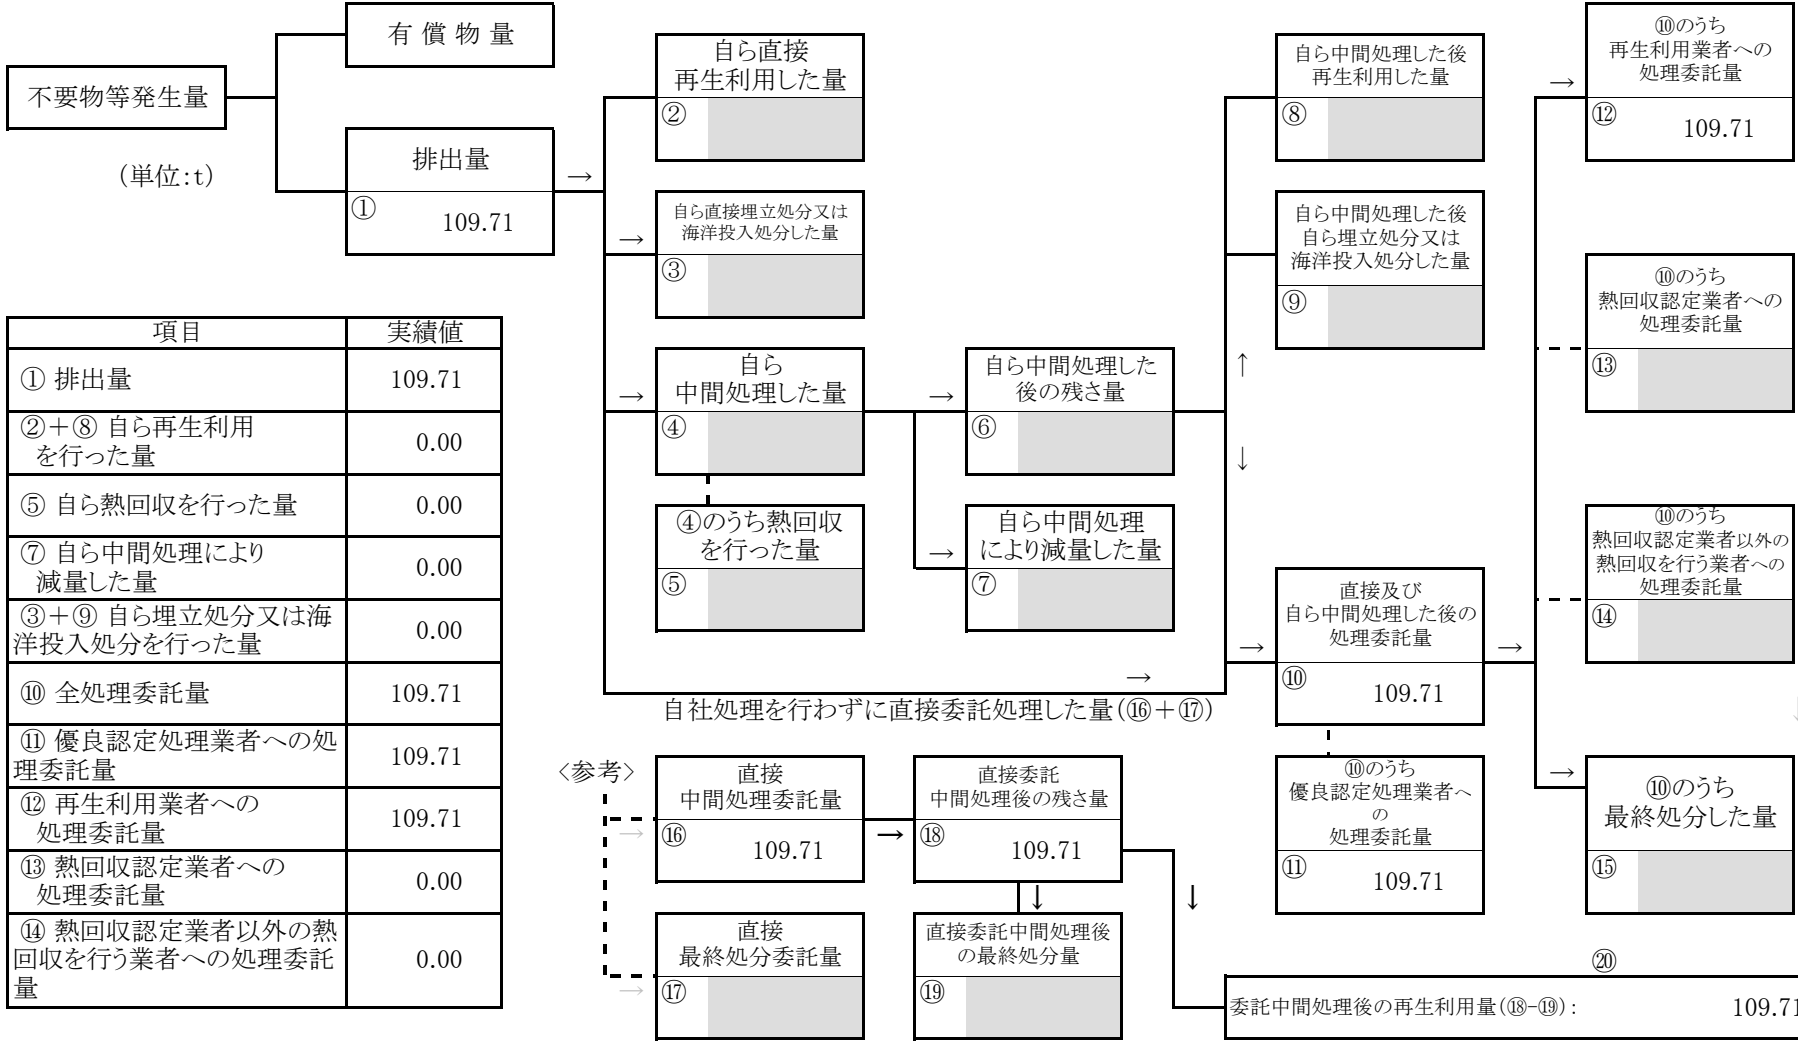 有 償 物 量
不要物等発生量
(単位:t)
排出量
①
109.71
→
自ら直接
再生利用した量
②
→
自ら直接埋立処分又は
海洋投入処分した量
③
→
自ら
中間処理した量
④
④のうち熱回収
を行った量
⑤
→
自ら中間処理した
後の残さ量
⑥
→
自ら中間処理
により減量した量
⑦
自ら中間処理した後
再生利用した量
⑧
自ら中間処理した後
自ら埋立処分又は
海洋投入処分した量
⑨
↑
↓
→
自社処理を行わずに直接委託処理した量(⑯+⑰)
→
直接及び
自ら中間処理した後の
処理委託量
⑩
109.71
→
⑩のうち
優良認定処理業者へ
の
処理委託量
⑪
109.71
→
⑩のうち
再生利用業者への
処理委託量
⑫
109.71
⑩のうち
熱回収認定業者への
処理委託量
⑬
⑩のうち
熱回収認定業者以外の
熱回収を行う業者への
処理委託量
⑭
→
⑩のうち
最終処分した量
⑮
項目 実績値
① 排出量 109.71
②+⑧ 自ら再生利用
を行った量 0.00
⑤ 自ら熱回収を行った量 0.00
⑦ 自ら中間処理により
減量した量 0.00
③+⑨ 自ら埋立処分又は海
洋投入処分を行った量 0.00
⑩ 全処理委託量 109.71
⑪ 優良認定処理業者への処
理委託量 109.71
⑫ 再生利用業者への
処理委託量 109.71
⑬ 熱回収認定業者への
処理委託量 0.00
⑭ 熱回収認定業者以外の熱
回収を行う業者への処理委託
量 0.00
<参考>
→
直接
中間処理委託量
⑯
109.71
→
直接委託
中間処理後の残さ量
⑱
109.71
↓
↓
→
直接
最終処分委託量
⑰
直接委託中間処理後
の最終処分量
⑲
⑳
委託中間処理後の再生利用量(⑱-⑲): 109.71